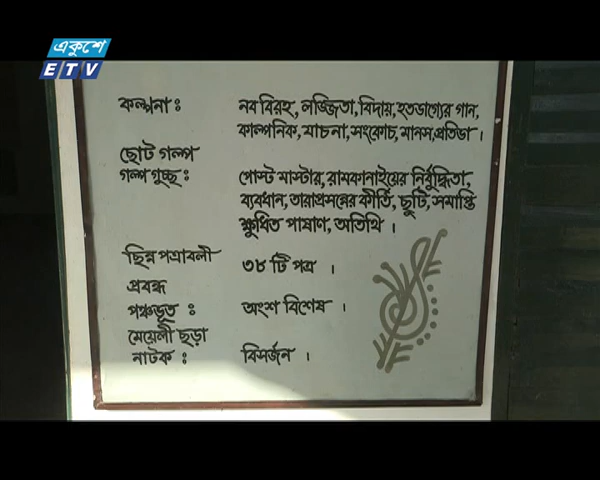 একুশে
ETV
কল্পনা : নব বিরহ, লজ্জিতা, বিদায়, হতভাগ্যের গান,
কাল্পনিক, যাচনা, সংকোচ, মানস প্রতিভা ।
ছোট গল্প
গল্প গুচ্ছ : পোস্ট মাস্টার, রামকানাইয়ের নির্বুদ্ধিতা,
ব্যবধান, তারাপ্রসন্নের কীর্তি, ছুটি, সমাপ্তি
ক্ষুধিত পাষাণ, অতিথি ।
ছিন্ন পত্রাবলী ৩৮ টি পত্র ।
প্রবন্ধ
পঞ্চভূত : অংশ বিশেষ ।
মেয়েলী ছড়া
নাটক : বিসর্জন ।